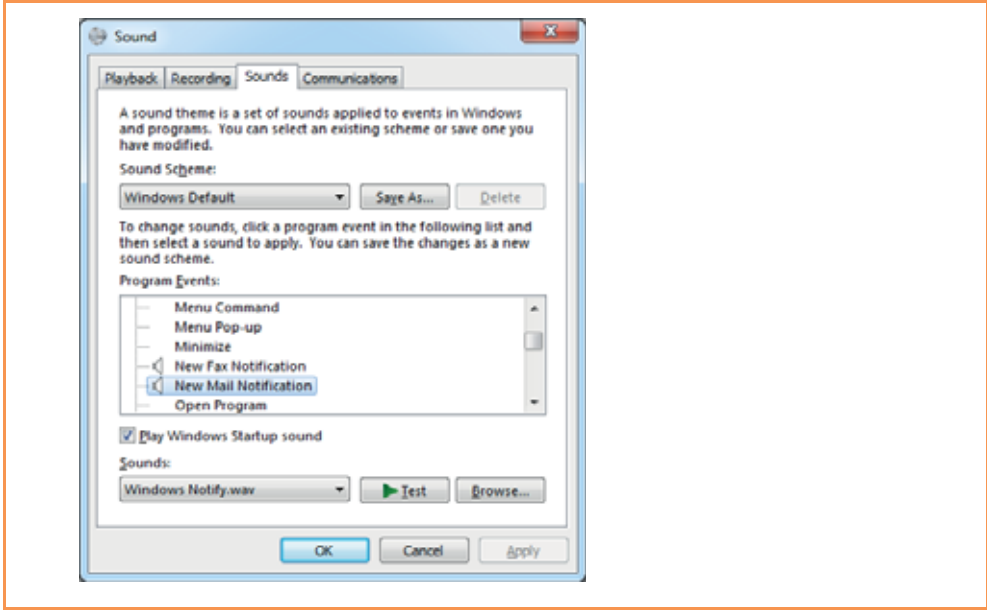 Sound
Playback Recording Sounds Communications
A sound theme is a set of sounds applied to events in Windows
and programs. You can select an existing scheme or save one you
have modified.
Sound Scheme:
Windows Default Save As... Delete
To change sounds, click a program event in the following list and
then select a sound to apply. You can save the changes as a new
sound scheme.
Program Events:
Menu Command
Menu Pop-up
Minimize
New Fax Notification
New Mail Notification
Open Program
Play Windows Startup sound
Sounds:
Windows Notify.wav Test Browse...
OK Cancel Apply